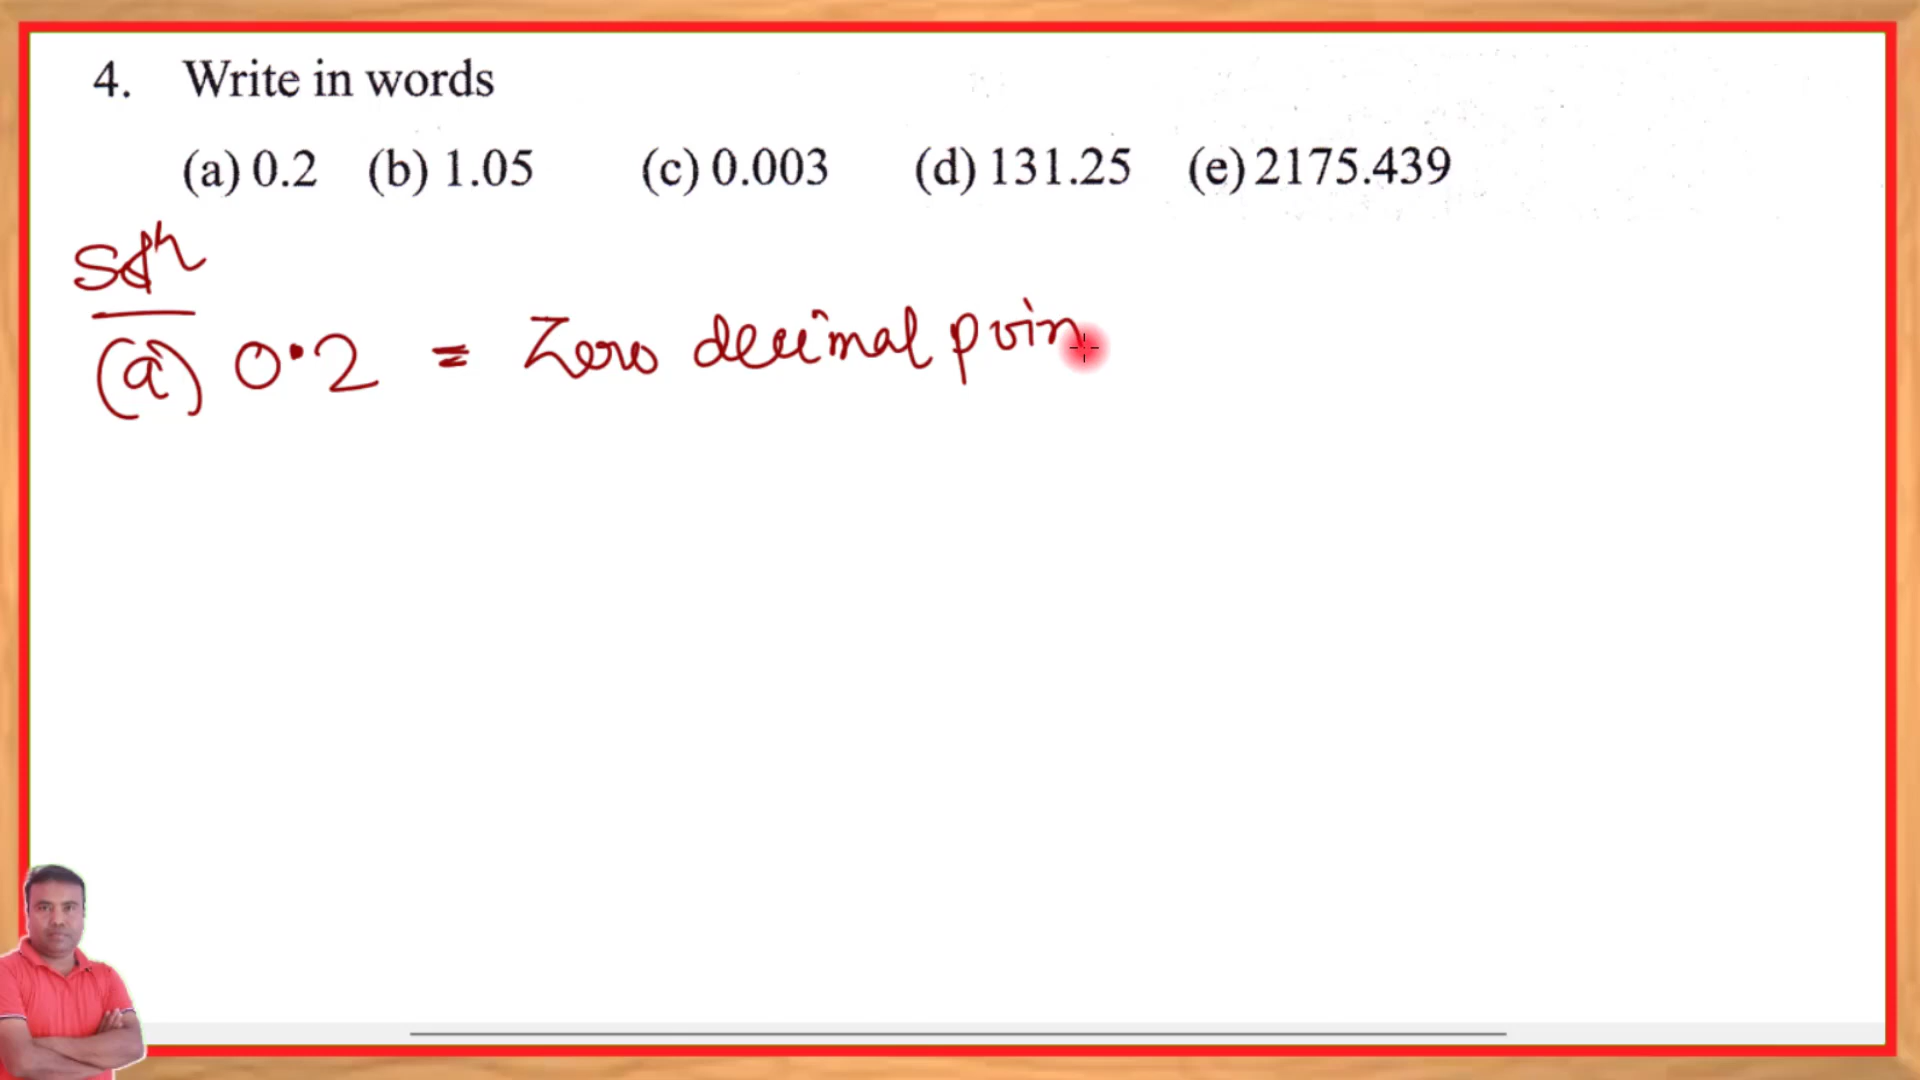 4. Write in words
(a) 0.2 (b) 1.05 (c) 0.003 (d) 131.25 (e) 2175.439
Soln
(a) 0.2 = Zero decimal poin